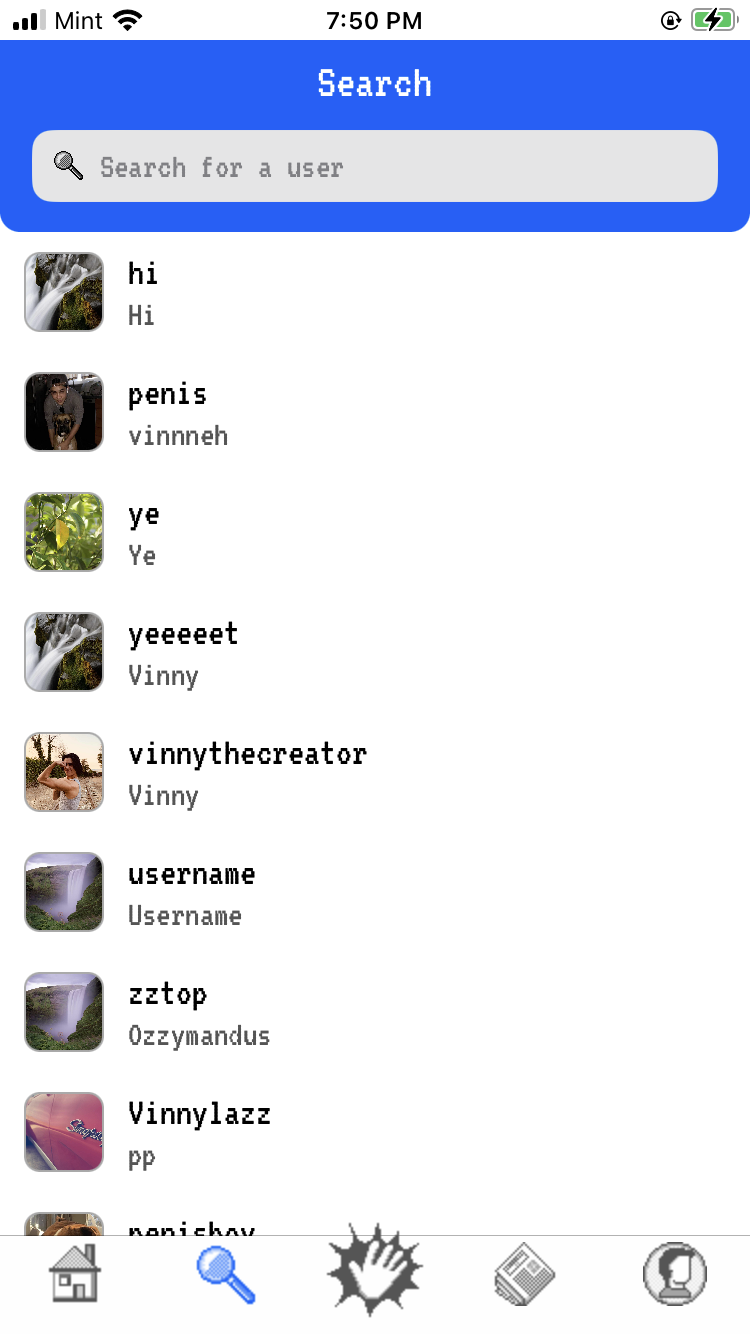 Mint 7:50 PM
Search
Search for a user
hi
Hi
penis
vinnneh
ye
Ye
yeeeeet
Vinny
vinnythecreator
Vinny
username
Username
zztop
Ozzymandus
Vinnylazz
pp
penisboy